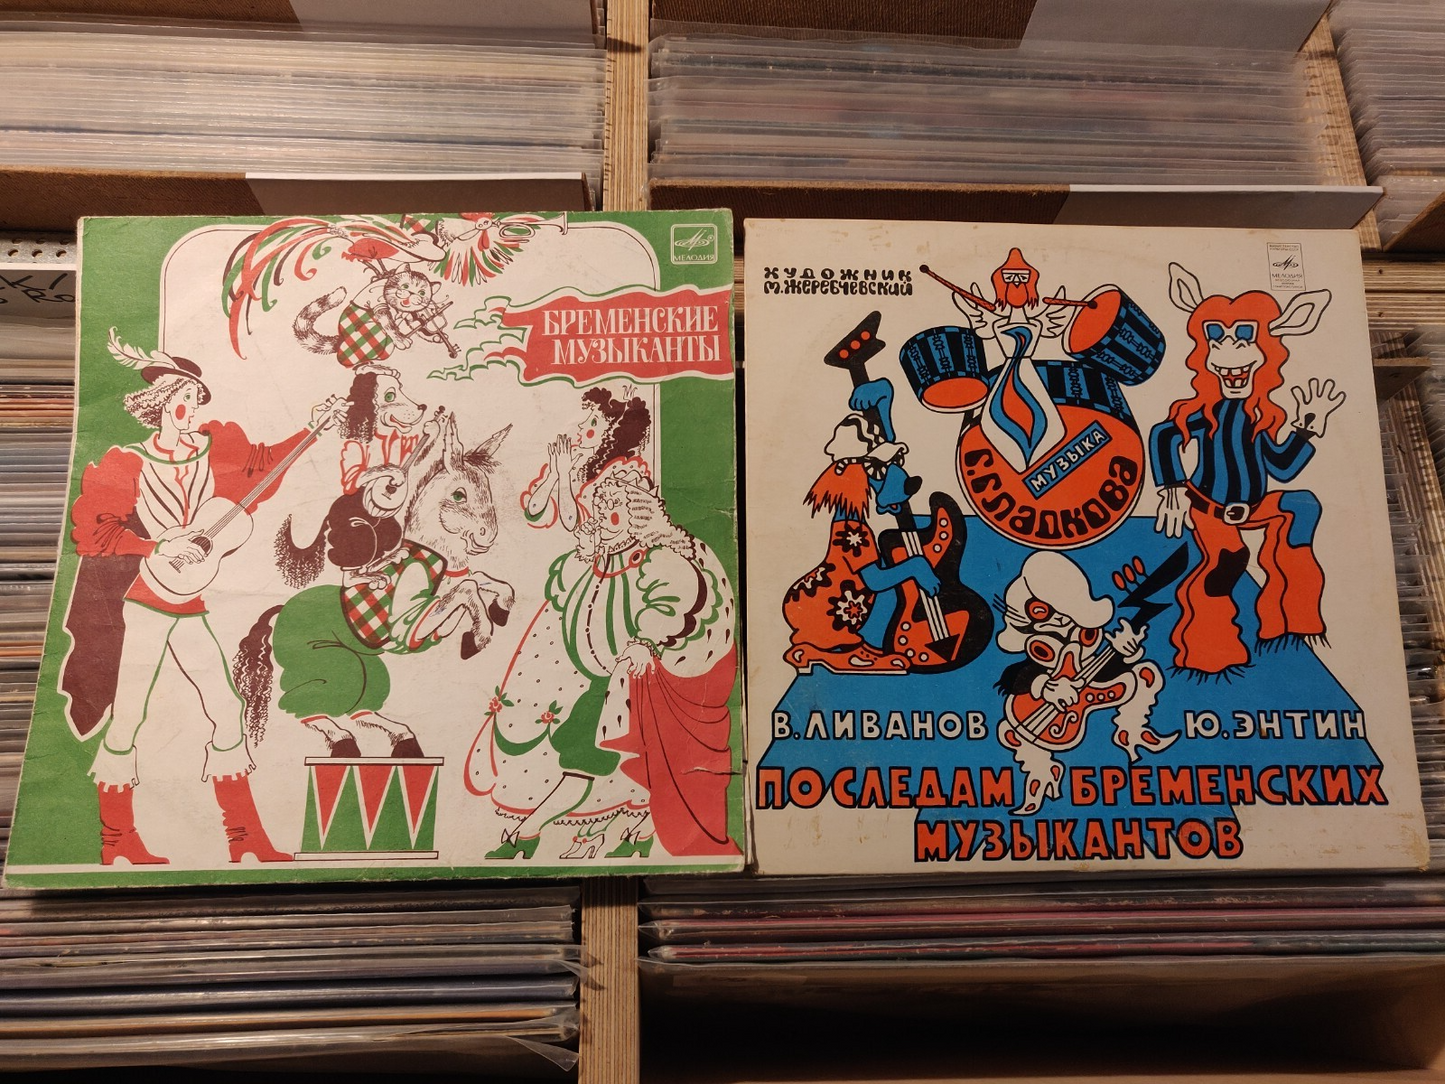 МЕЛОДИЯ
БРЕМЕНСКИЕ
МУЗЫКАНТЫ
ХУДОЖНИК
М.ЖЕРЕБЧЕВСКИЙ
МЕЛОДИЯ
МУЗЫКА
Г.ГЛАДКОВА
В.ЛИВАНОВ Ю.ЭНТИН
ПО СЛЕДАМ БРЕМЕНСКИХ
МУЗЫКАНТОВ